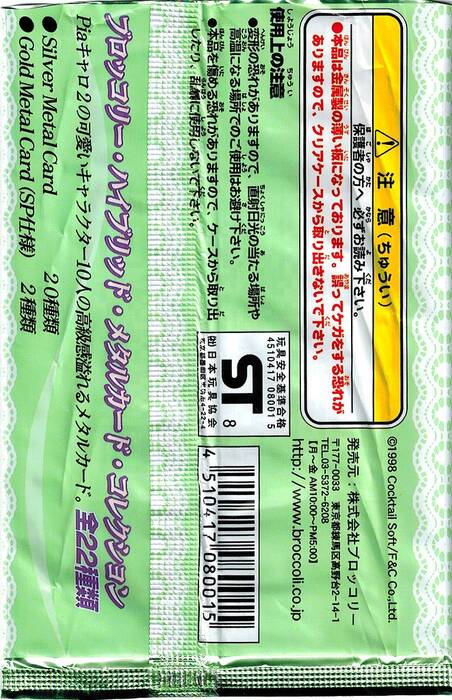 ⚠ 注意（ちゅうい）
保護者の方へ 必ずお読み下さい。
●本品は金属製の薄い板になっております。誤ってケガをする恐れが
ありますので、クリアケースから取り出さないで下さい。
使用上の注意
●変形の恐れがありますので、直射日光の当たる場所や
高温になる場所でのご使用はお避け下さい。
●本品を傷める恐れがありますので、ケースから取り出
したり、乱雑に使用しないで下さい。
©1998 Cocktail Soft/F&C Co.,Ltd.
発売元：株式会社ブロッコリー
〒177-0033 東京都練馬区高野台2-14-1
TEL.03-5372-6208
【月〜金 AM10:00〜PM5:00】
http://www.broccoli.co.jp
玩具安全基準合格
4510417 08001 5
ST 8
(社)日本玩具協会
4 510417 080015
ブロッコリー・ハイブリッド・メタルカード・コレクション
Piaキャロ2の可愛いキャラクター10人の高級感溢れるメタルカード。全22種類
●Silver Metal Card 20種類
●Gold Metal Card (SP仕様) 2種類